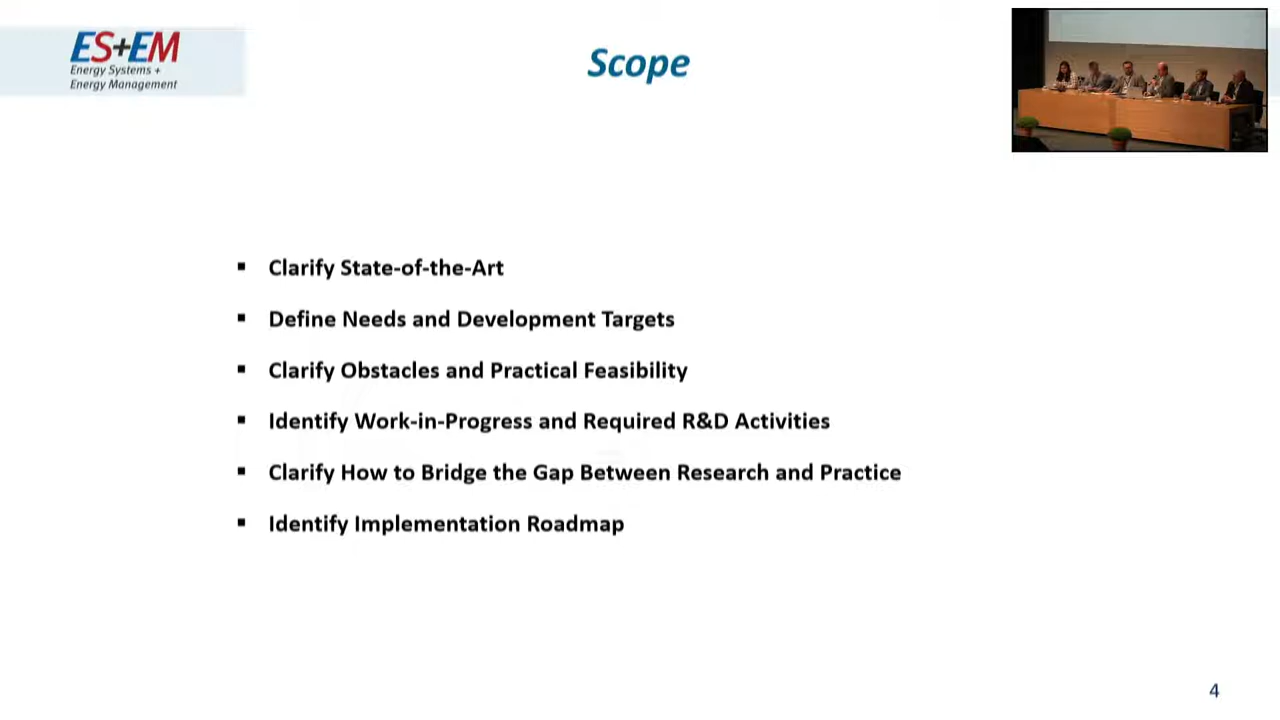 ES+EM
Energy Systems +
Energy Management
Scope
▪ Clarify State-of-the-Art
▪ Define Needs and Development Targets
▪ Clarify Obstacles and Practical Feasibility
▪ Identify Work-in-Progress and Required R&D Activities
▪ Clarify How to Bridge the Gap Between Research and Practice
▪ Identify Implementation Roadmap
4